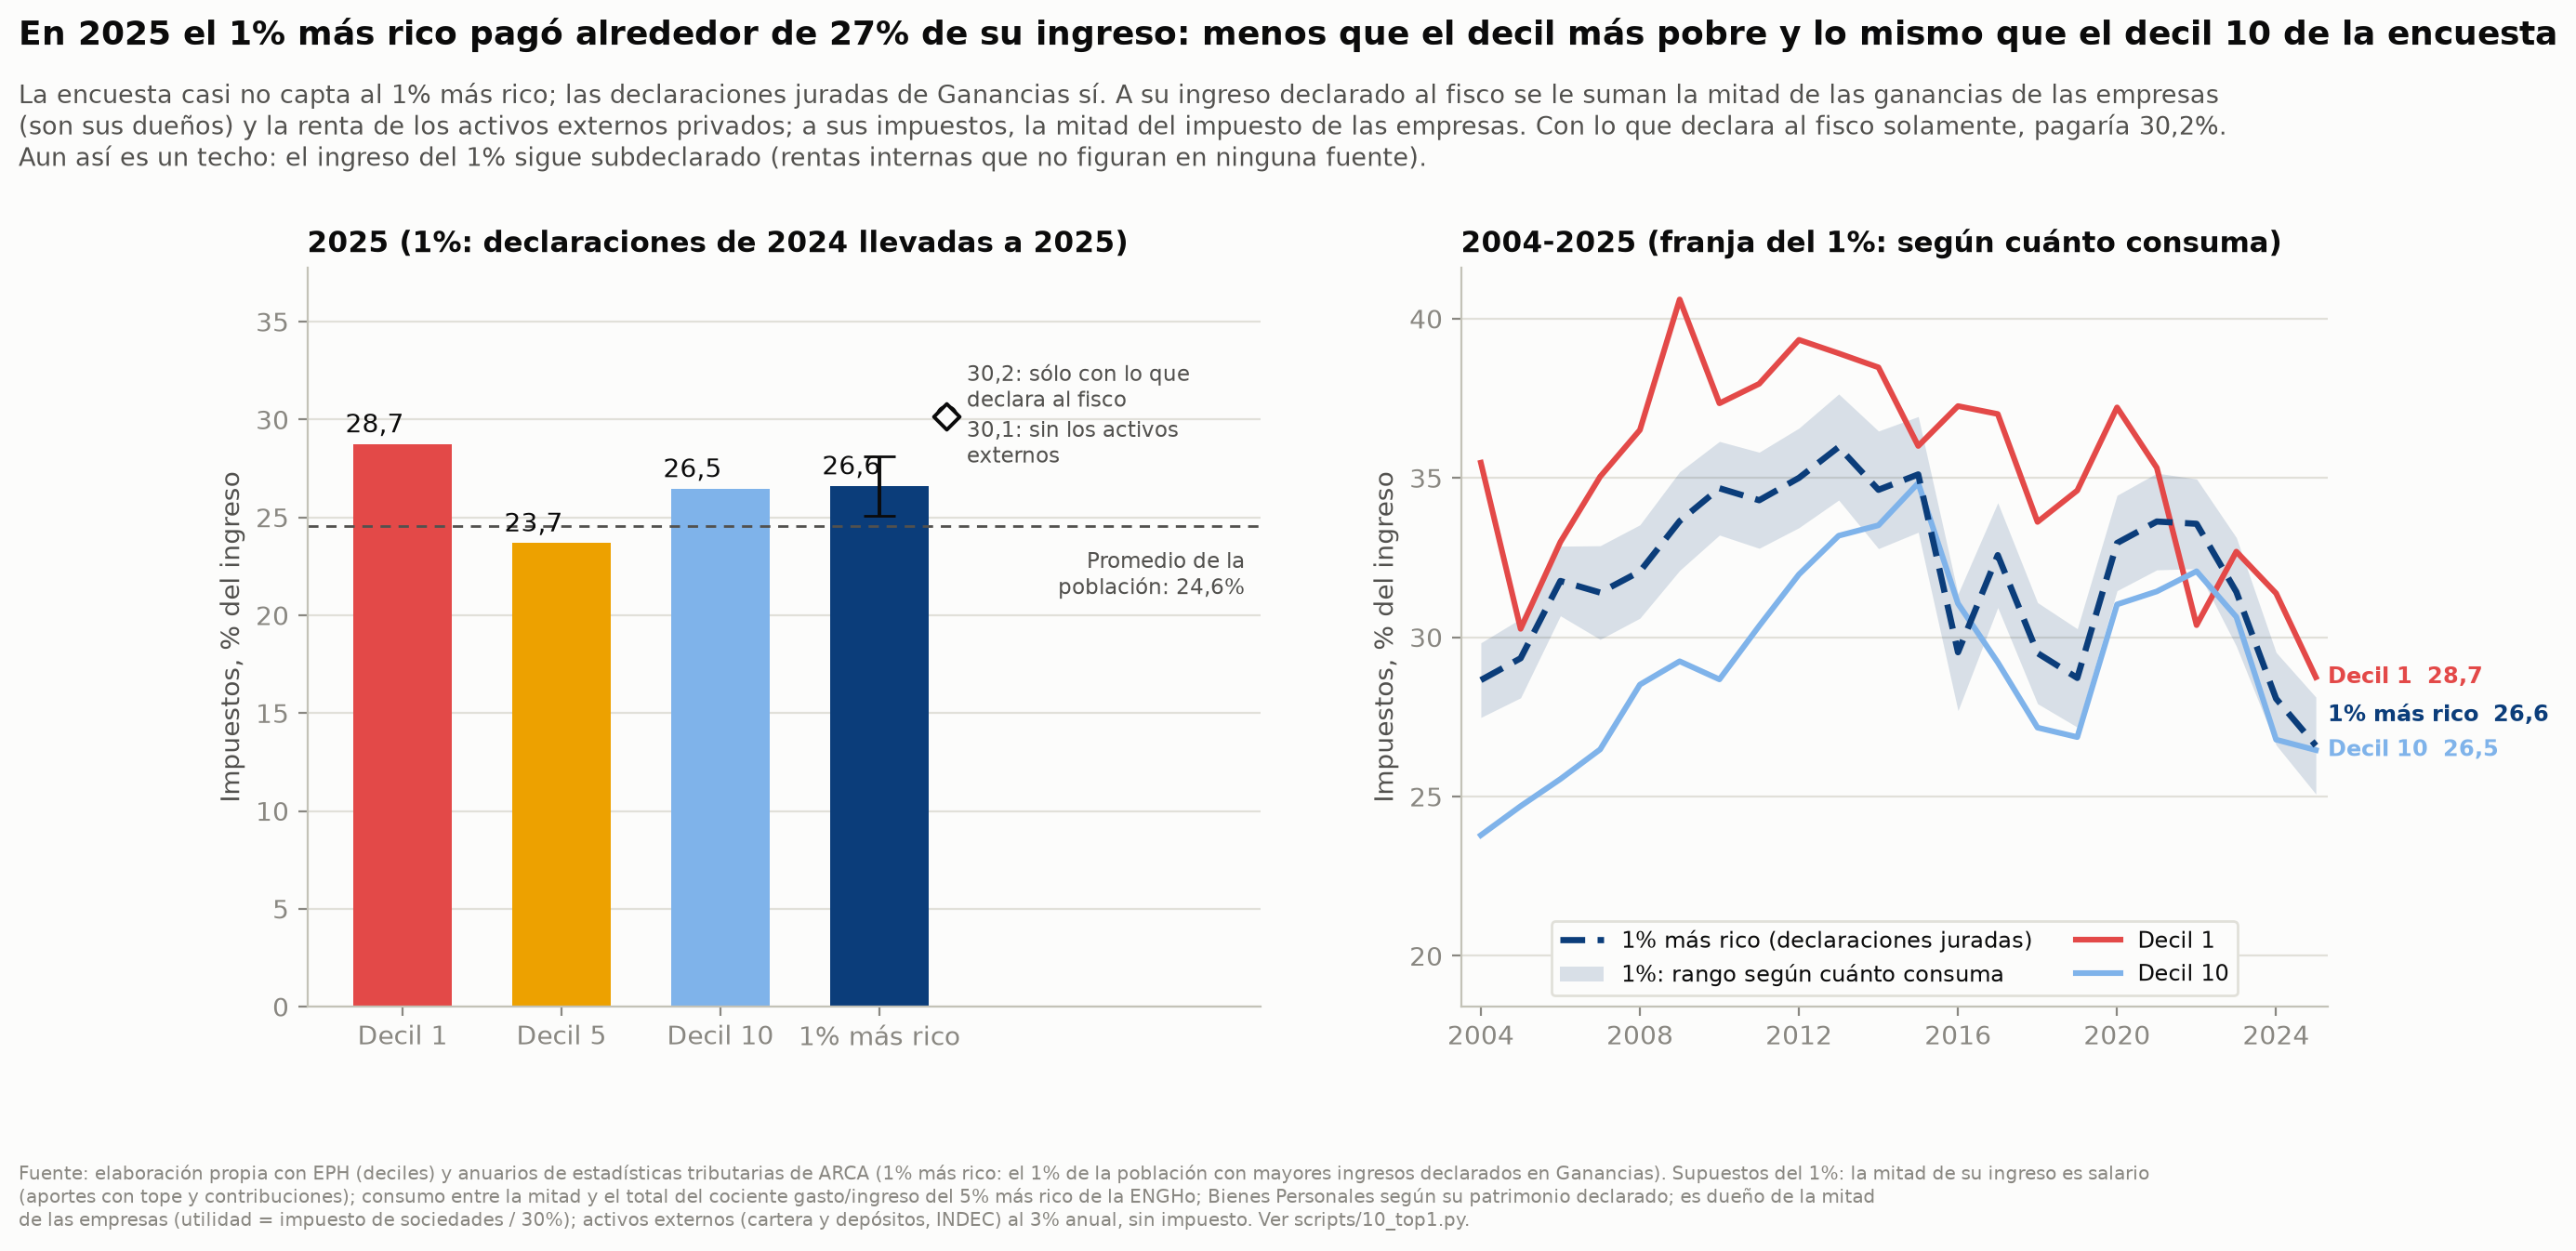 En 2025 el 1% más rico pagó alrededor de 27% de su ingreso: menos que el decil más pobre y lo mismo que el decil 10 de la encuesta
La encuesta casi no capta al 1% más rico; las declaraciones juradas de Ganancias sí. A su ingreso declarado al fisco se le suman la mitad de las ganancias de las empresas
(son sus dueños) y la renta de los activos externos privados; a sus impuestos, la mitad del impuesto de las empresas. Con lo que declara al fisco solamente, pagaría 30,2%.
Aun así es un techo: el ingreso del 1% sigue subdeclarado (rentas internas que no figuran en ninguna fuente).
2025 (1%: declaraciones de 2024 llevadas a 2025)
Impuestos, % del ingreso
35
30
25
20
15
10
5
0
28,7
23,7
26,5
26,6
30,2: sólo con lo que
declara al fisco
30,1: sin los activos
externos
Promedio de la
población: 24,6%
Decil 1
Decil 5
Decil 10
1% más rico
2004-2025 (franja del 1%: según cuánto consuma)
Impuestos, % del ingreso
40
35
30
25
20
Decil 1 28,7
1% más rico 26,6
Decil 10 26,5
1% más rico (declaraciones juradas)
1%: rango según cuánto consuma
Decil 1
Decil 10
2004
2008
2012
2016
2020
2024
Fuente: elaboración propia con EPH (deciles) y anuarios de estadísticas tributarias de ARCA (1% más rico: el 1% de la población con mayores ingresos declarados en Ganancias). Supuestos del 1%: la mitad de su ingreso es salario
(aportes con tope y contribuciones); consumo entre la mitad y el total del cociente gasto/ingreso del 5% más rico de la ENGHo; Bienes Personales según su patrimonio declarado; es dueño de la mitad
de las empresas (utilidad = impuesto de sociedades / 30%); activos externos (cartera y depósitos, INDEC) al 3% anual, sin impuesto. Ver scripts/10_top1.py.